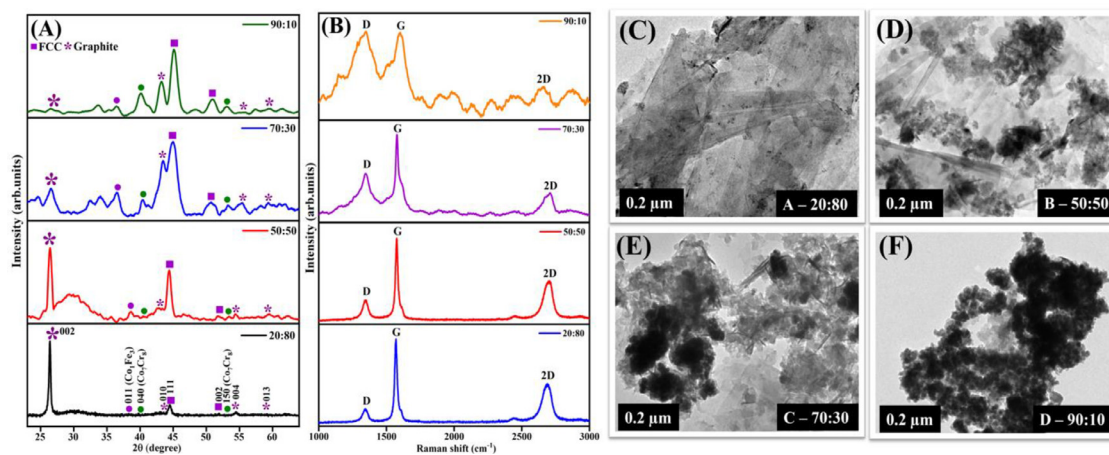 (A)
90:10
■FCC * Graphite
*
●
●
*
■
■
●
*
*
70:30
*
●
●
*
■
■
●
*
*
50:50
*
●
■
●
*
■
●
*
*
20:80
*002
011 (Co₁Fe₃)
040 (Co₇Cr₈)
010
111
002
150 (Co₇Cr₈)
004
013
Intensity (arb.units)
25 30 35 40 45 50 55 60
2θ (degree)
(B)
90:10
D
G
2D
70:30
D
G
2D
50:50
D
G
2D
20:80
D
G
2D
Intensity (arb.units)
1000 1500 2000 2500 3000
Raman shift (cm⁻¹)
(C)
0.2 µm
A – 20:80
(D)
0.2 µm
B – 50:50
(E)
0.2 µm
C – 70:30
(F)
0.2 µm
D – 90:10